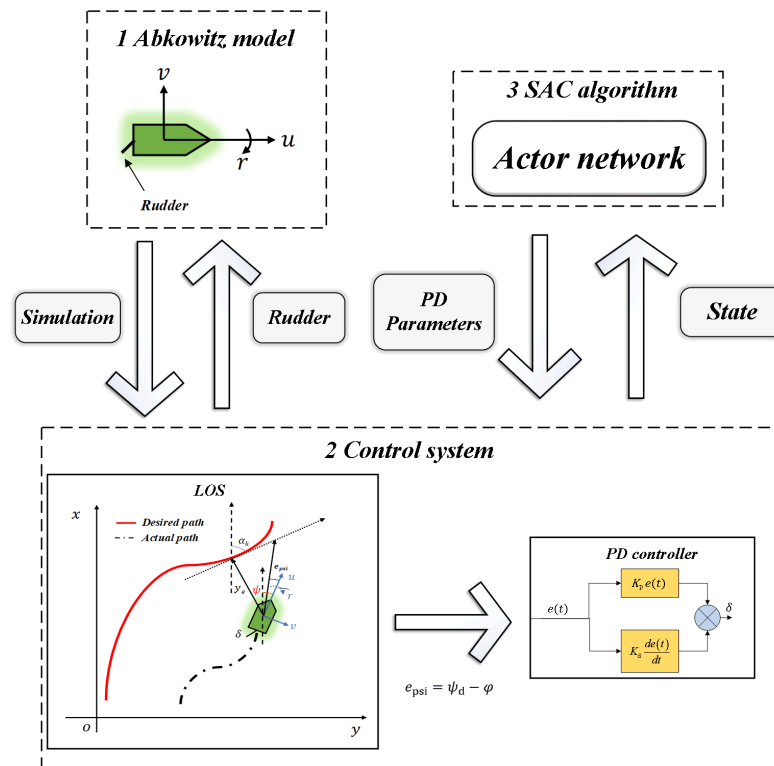 1 Abkowitz model
v
u
r
Rudder
3 SAC algorithm
Actor network
Simulation
Rudder
PD
Parameters
State
2 Control system
LOS
x
Desired path
Actual path
α_k
e_psi
u
y_e
ψ
r
δ
v
O
y
e_psi = ψ_d − φ
PD controller
K_p e(t)
e(t)
δ
K_d de(t)/dt